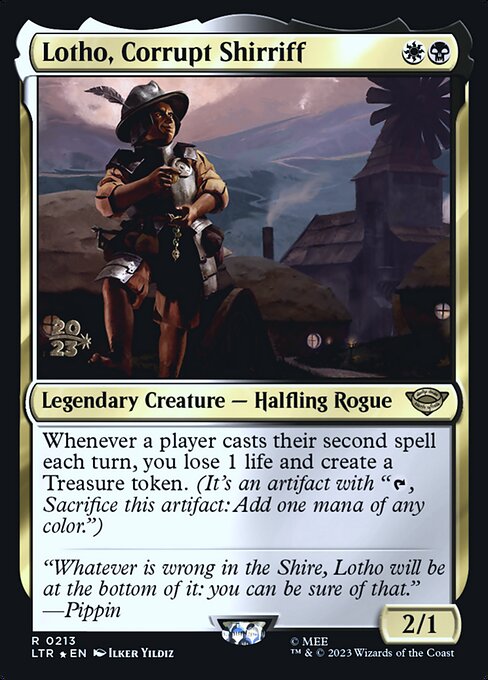 Lotho, Corrupt Shirriff
20
23
Legendary Creature — Halfling Rogue
Whenever a player casts their second spell
each turn, you lose 1 life and create a
Treasure token. (It's an artifact with “ ,
Sacrifice this artifact: Add one mana of any
color.”)
“Whatever is wrong in the Shire, Lotho will be
at the bottom of it: you can be sure of that.”
—Pippin
2/1
R 0213
LTR ★ EN İLKER YILDIZ
© MEE
™ & © 2023 Wizards of the Coast